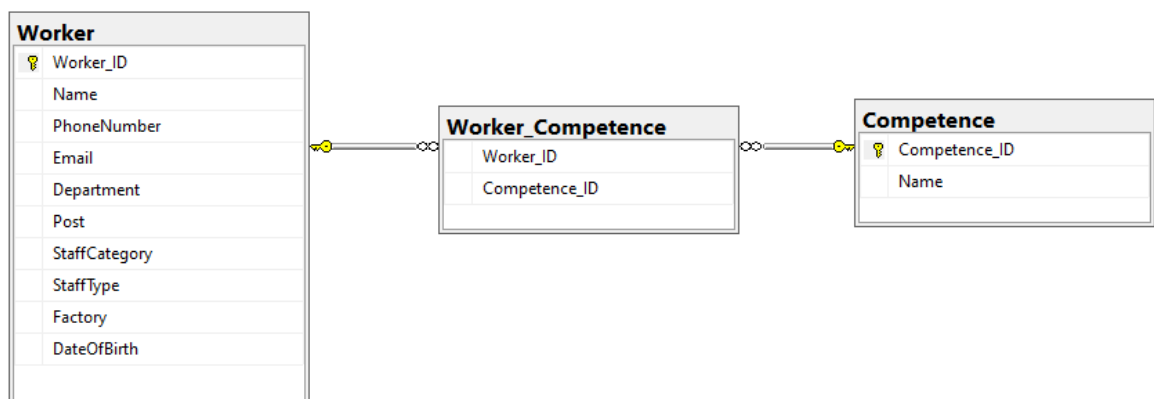 Worker
Worker_ID
Name
PhoneNumber
Email
Department
Post
StaffCategory
StaffType
Factory
DateOfBirth
Worker_Competence
Worker_ID
Competence_ID
Competence
Competence_ID
Name